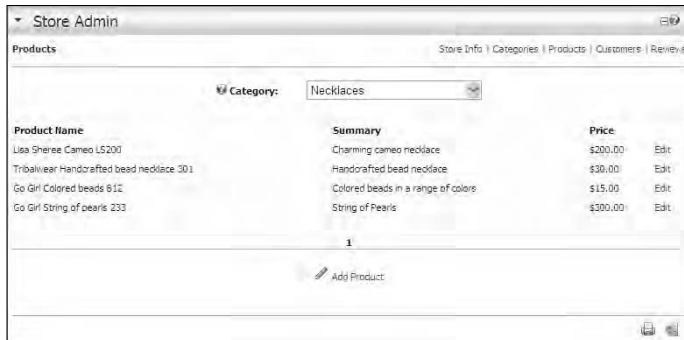 Store Admin
Products
Store Info | Categories | Products | Customers | Reviews
Category: Necklaces
Product Name Summary Price
Lisa Sheree Cameo LS200 Charming cameo necklace $200.00 Edit
Tribalwear Handcrafted bead necklace 301 Handcrafted bead necklace $30.00 Edit
Go Girl Colored beads 612 Colored beads in a range of colors $15.00 Edit
Go Girl String of pearls 233 String of Pearls $300.00 Edit
1
Add Product